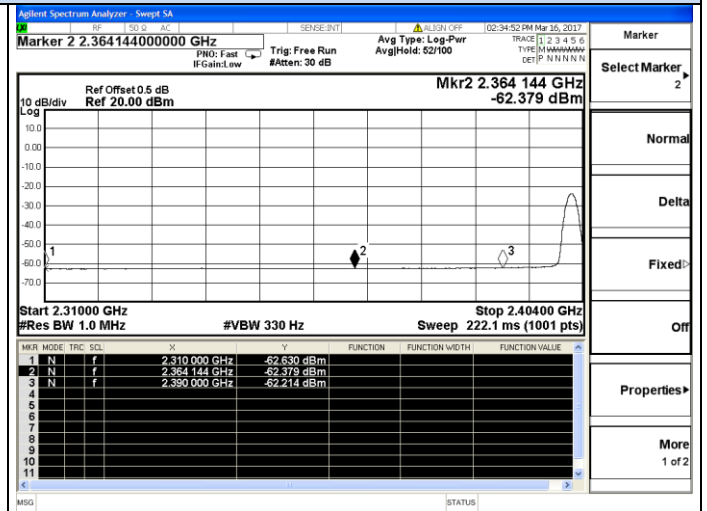 Agilent Spectrum Analyzer - Swept SA
RF 50 Ω AC SENSE:INT ALIGN OFF 02:34:52 PM Mar 16, 2017
Marker 2 2.364144000000 GHz
PNO: Fast
IFGain:Low
Trig: Free Run
#Atten: 30 dB
Avg Type: Log-Pwr
Avg|Hold: 52/100
TRACE 1 2 3 4 5 6
TYPE M WWWWW
DET P N N N N N
Mkr2 2.364 144 GHz
-62.379 dBm
Ref Offset 0.5 dB
10 dB/div Ref 20.00 dBm
Log
10.0
0.00
-10.0
-20.0
-30.0
-40.0
-50.0
-60.0
-70.0
1
2
3
Start 2.31000 GHz Stop 2.40400 GHz
#Res BW 1.0 MHz #VBW 330 Hz Sweep 222.1 ms (1001 pts)
MKR MODE TRC SCL X Y FUNCTION FUNCTION WIDTH FUNCTION VALUE
1 N f 2.310 000 GHz -62.630 dBm
2 N f 2.364 144 GHz -62.379 dBm
3 N f 2.390 000 GHz -62.214 dBm
4
5
6
7
8
9
10
11
MSG STATUS
Marker
Select Marker
2
Normal
Delta
Fixed
Off
Properties
More
1 of 2